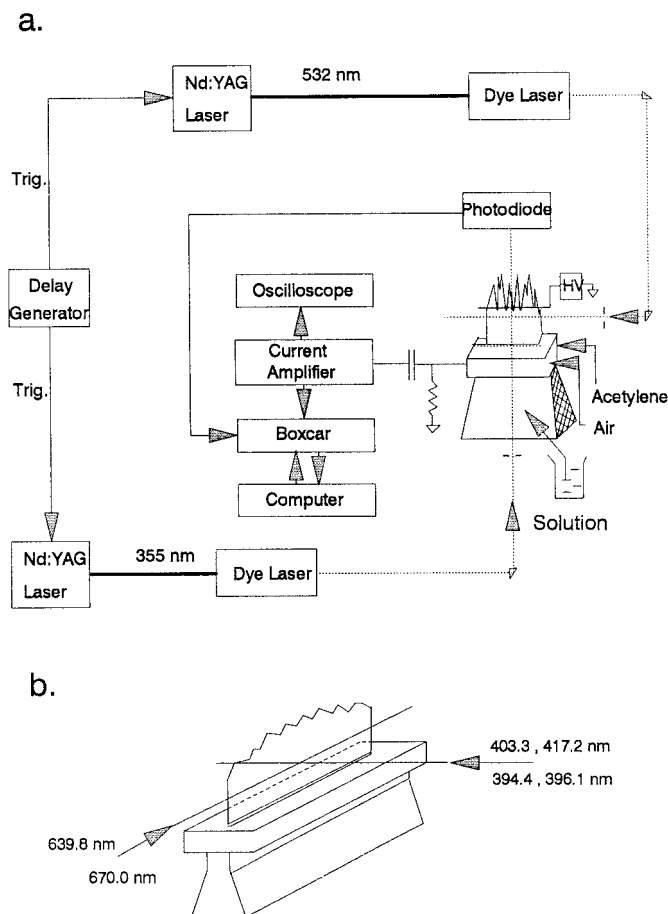 a.
532 nm
Nd:YAG
Laser
Dye Laser
Trig.
Photodiode
HV
Delay
Generator
Oscilloscope
Current
Amplifier
Trig.
Acetylene
Air
Boxcar
Computer
Solution
355 nm
Nd:YAG
Laser
Dye Laser
b.
403.3 , 417.2 nm
394.4 , 396.1 nm
639.8 nm
670.0 nm